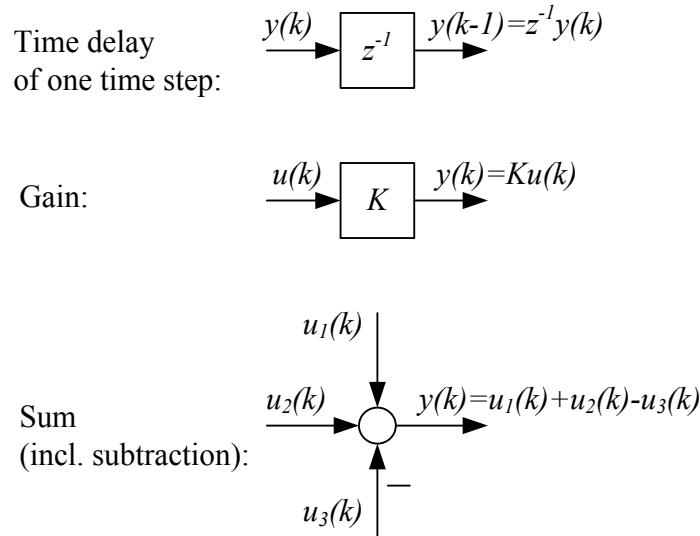 Time delay
of one time step:
y(k)
z⁻¹
y(k-1)=z⁻¹y(k)
Gain:
u(k)
K
y(k)=Ku(k)
Sum
(incl. subtraction):
u₁(k)
u₂(k)
y(k)=u₁(k)+u₂(k)-u₃(k)
–
u₃(k)